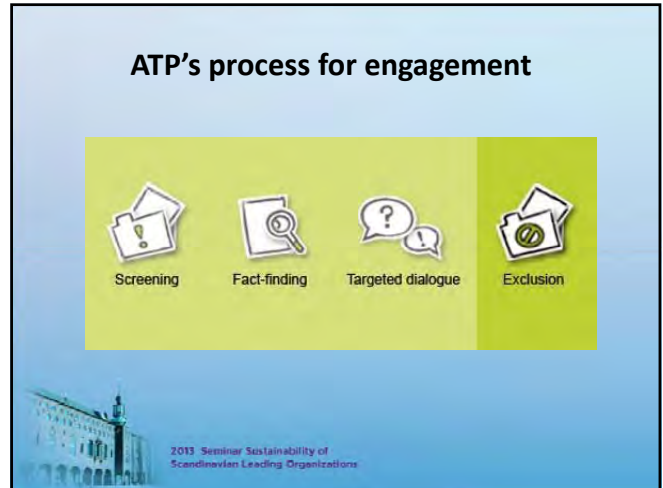 ATP’s process for engagement
Screening Fact-finding Targeted dialogue Exclusion
2013 Seminar Sustainability of
Scandinavian Leading Organizations